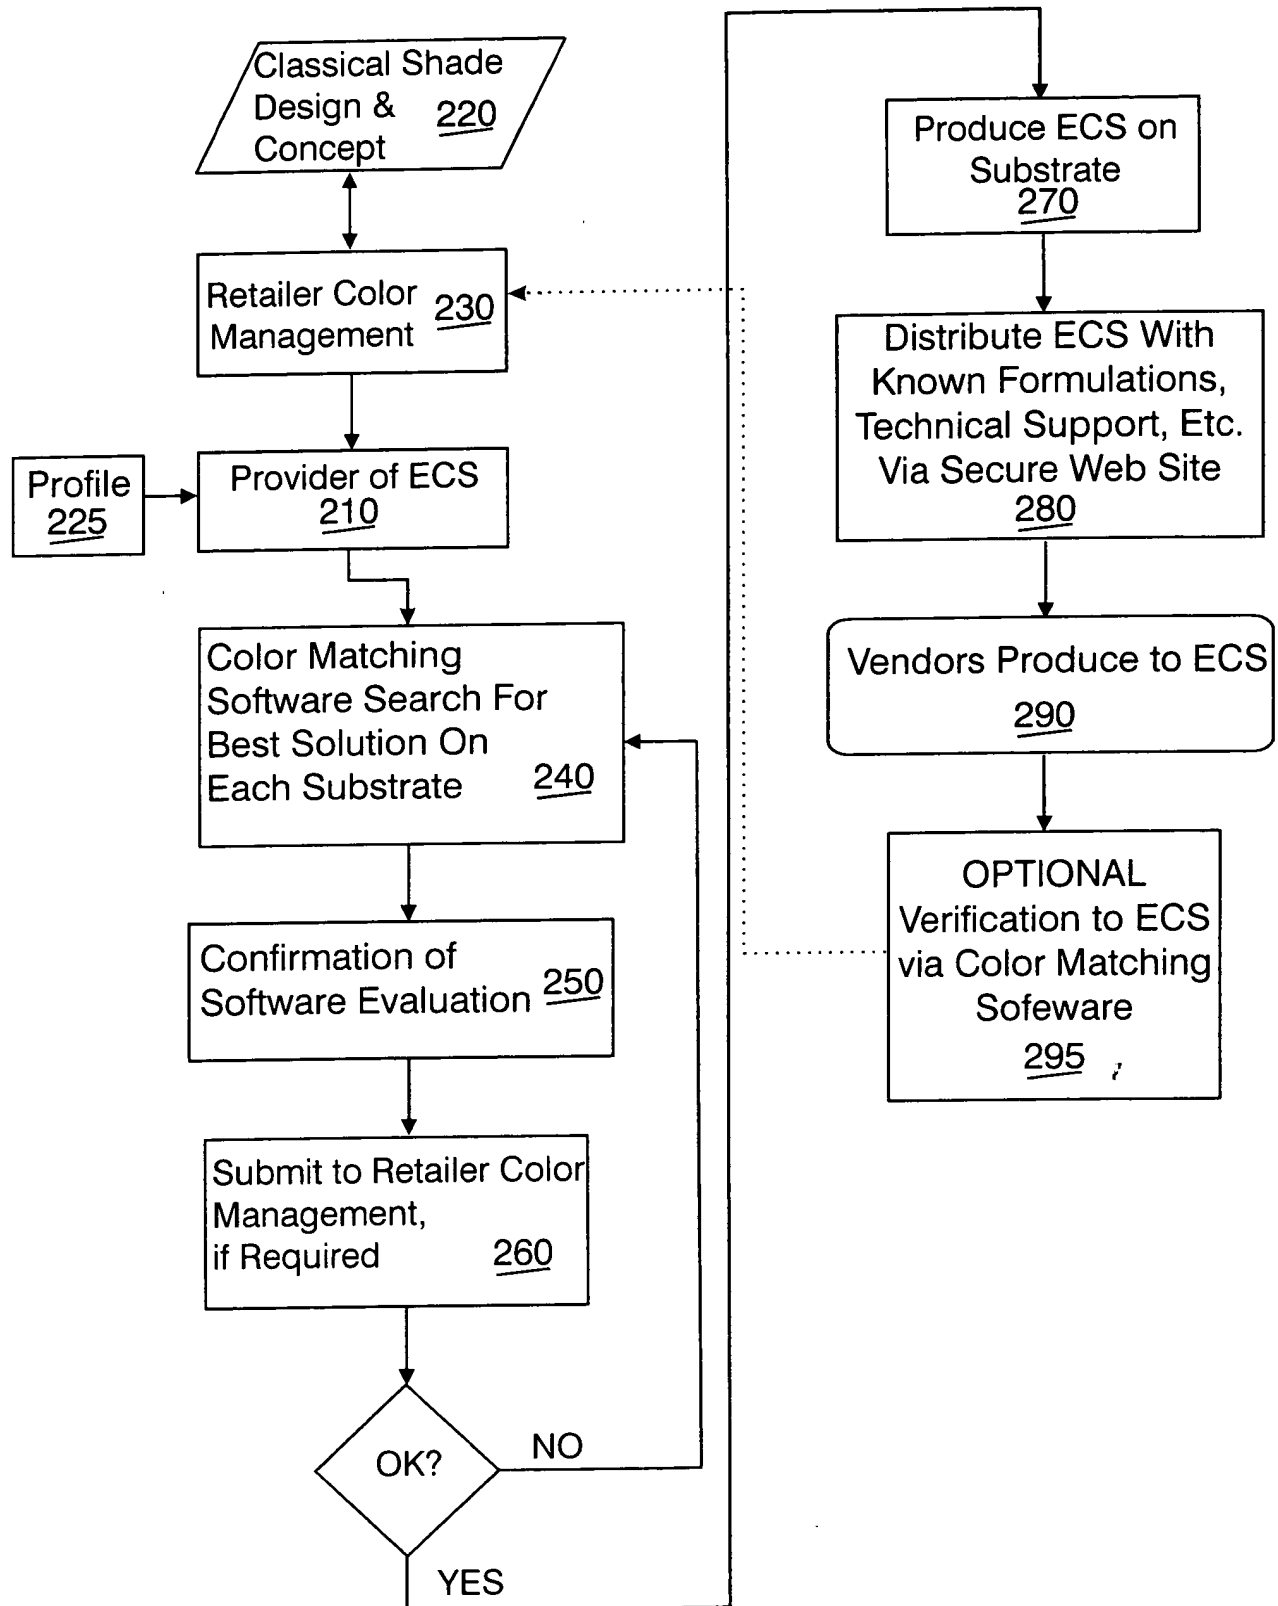 Classical Shade
Design &
220
Concept
Retailer Color
230
Management
Profile
225
Provider of ECS
210
Color Matching
Software Search For
Best Solution On
Each Substrate
240
Confirmation of
Software Evaluation
250
Submit to Retailer Color
Management,
if Required
260
OK?
NO
YES
Produce ECS on
Substrate
270
Distribute ECS With
Known Formulations,
Technical Support, Etc.
Via Secure Web Site
280
Vendors Produce to ECS
290
OPTIONAL
Verification to ECS
via Color Matching
Sofeware
295